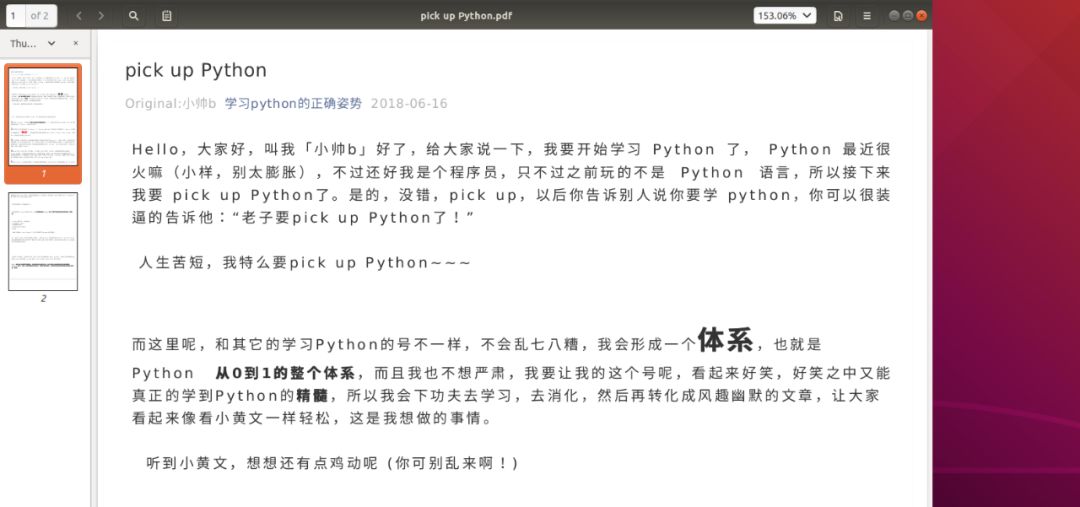 1 of 2
pick up Python.pdf
153.06%
Thu...
1
2
pick up Python
Original:小帅b 学习python的正确姿势 2018-06-16
Hello，大家好，叫我「小帅b」好了，给大家说一下，我要开始学习 Python 了， Python 最近很
火嘛（小样，别太膨胀），不过还好我是个程序员，只不过之前玩的不是 Python 语言，所以接下来
我要 pick up Python了。是的，没错，pick up，以后你告诉别人说你要学 python，你可以很装
逼的告诉他：“老子要pick up Python了！”
人生苦短，我特么要pick up Python~~~
而这里呢，和其它的学习Python的号不一样，不会乱七八糟，我会形成一个体系，也就是
Python 从0到1的整个体系，而且我也不想严肃，我要让我的这个号呢，看起来好笑，好笑之中又能
真正的学到Python的精髓，所以我会下功夫去学习，去消化，然后再转化成风趣幽默的文章，让大家
看起来像看小黄文一样轻松，这是我想做的事情。
听到小黄文，想想还有点鸡动呢 (你可别乱来啊！)